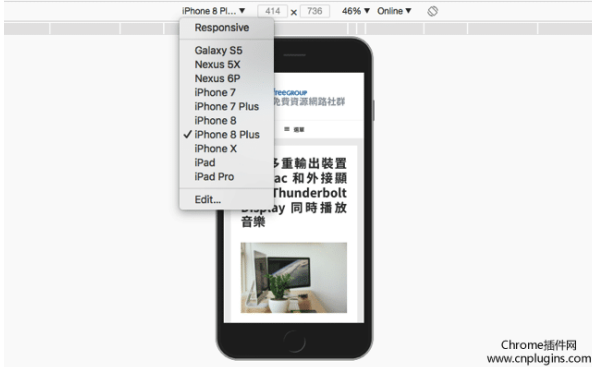 iPhone 8 Pl... ▼ 414 × 736 46% ▼ Online ▼
Responsive
Galaxy S5
Nexus 5X
Nexus 6P
iPhone 7
iPhone 7 Plus
iPhone 8
✓ iPhone 8 Plus
iPhone X
iPad
iPad Pro
Edit...
freeGROUP
免費資源網路社群
≡ 選單
多重輸出裝置
ac 和外接顯
Thunderbolt
Display 同時播放
音樂
Chrome插件网
www.cnplugins.com